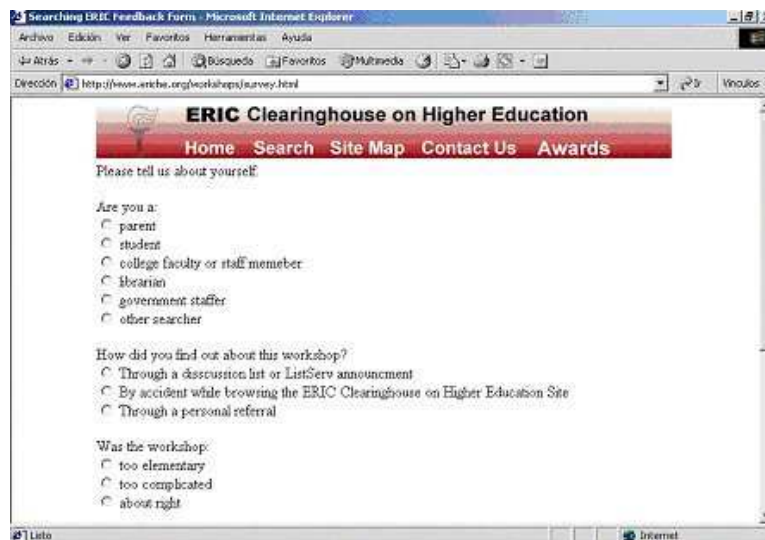 Searching ERIC Feedback Form - Microsoft Internet Explorer
Archivo Edición Ver Favoritos Herramientas Ayuda
Atrás Búsqueda Favoritos Multimedia
Dirección http://www.eriche.org/workshops/survey.html Ir Vínculos
ERIC Clearinghouse on Higher Education
Home Search Site Map Contact Us Awards
Please tell us about yourself.
Are you a:
parent
student
college faculty or staff memeber
librarian
government staffer
other searcher
How did you find out about this workshop?
Through a disscussion list or ListServ announcment
By accident while browsing the ERIC Clearinghouse on Higher Education Site
Through a personal referral
Was the workshop:
too elementary
too complicated
about right
Listo Internet